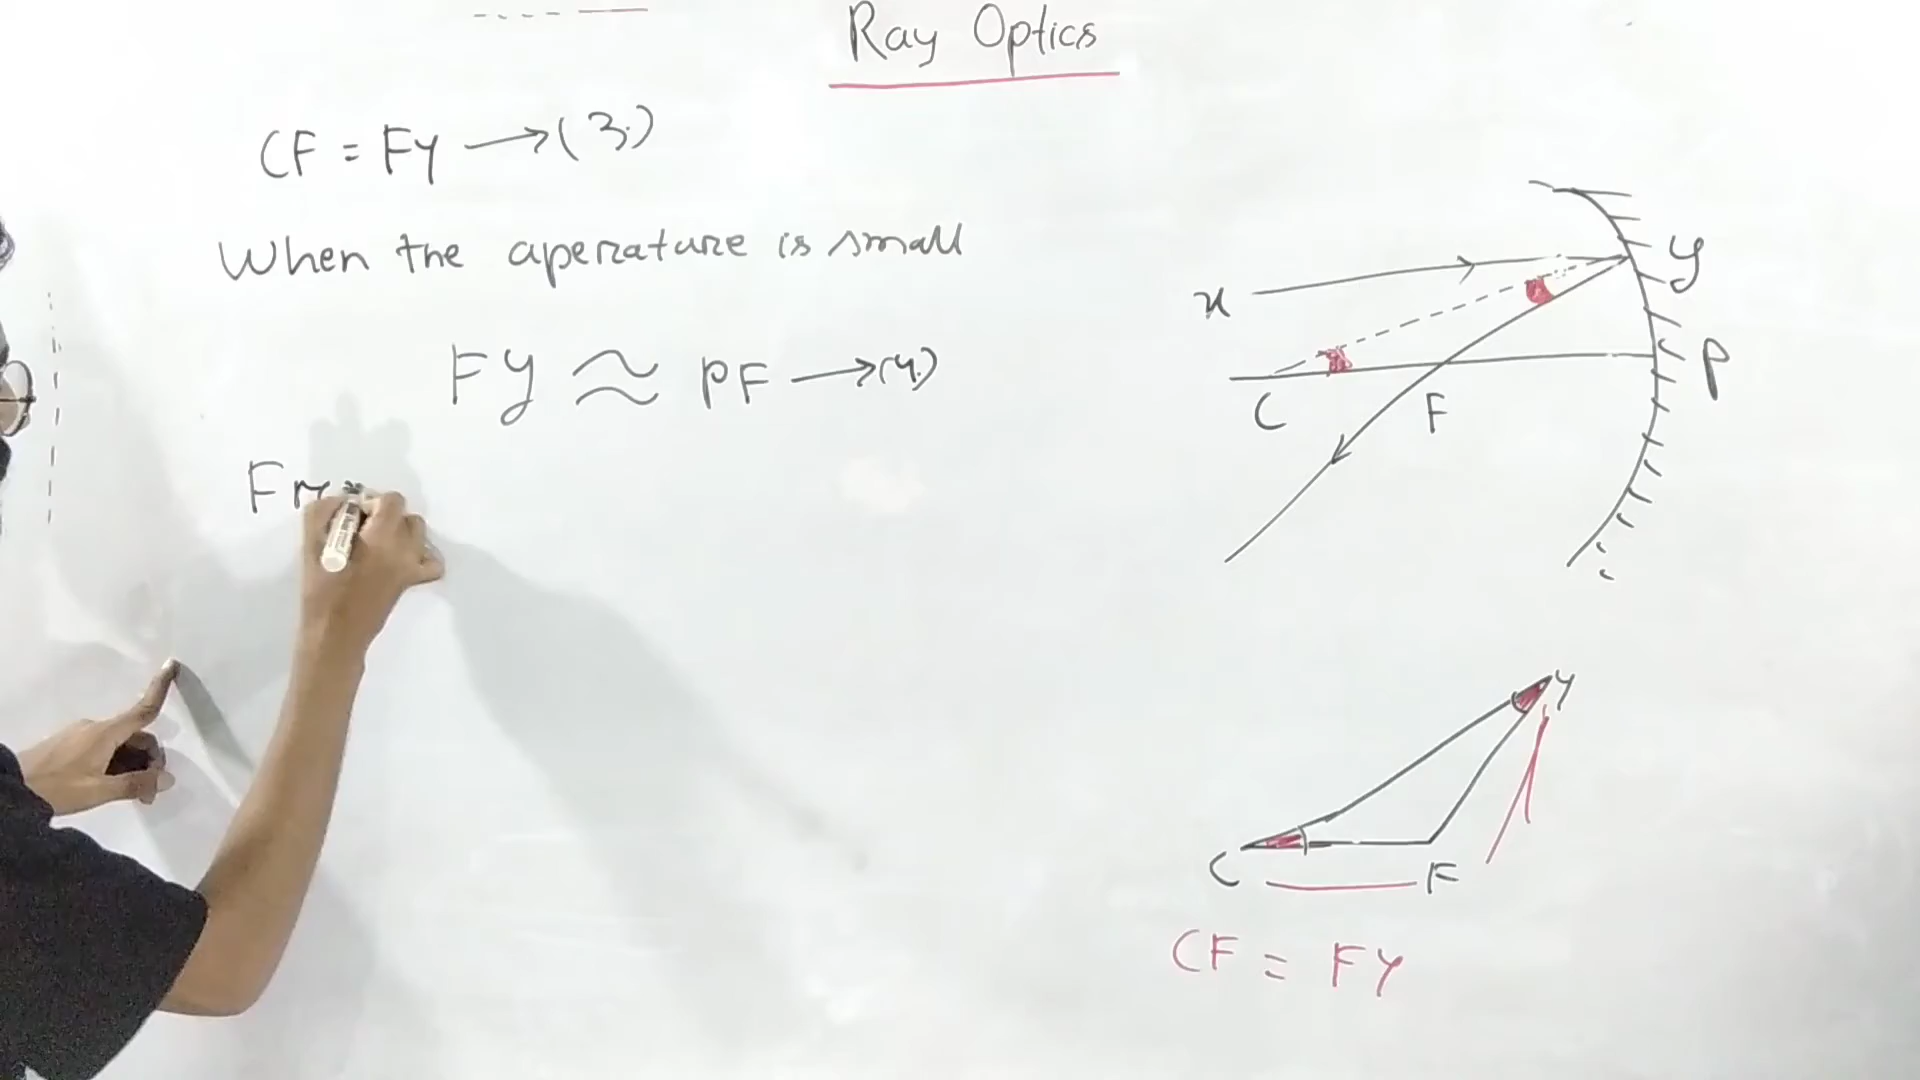 Ray Optics
CF = FY →(3.)
When the aperature is small
FY ≈ PF →(4.)
x
y
P
C
F
Y
C
F
CF = FY